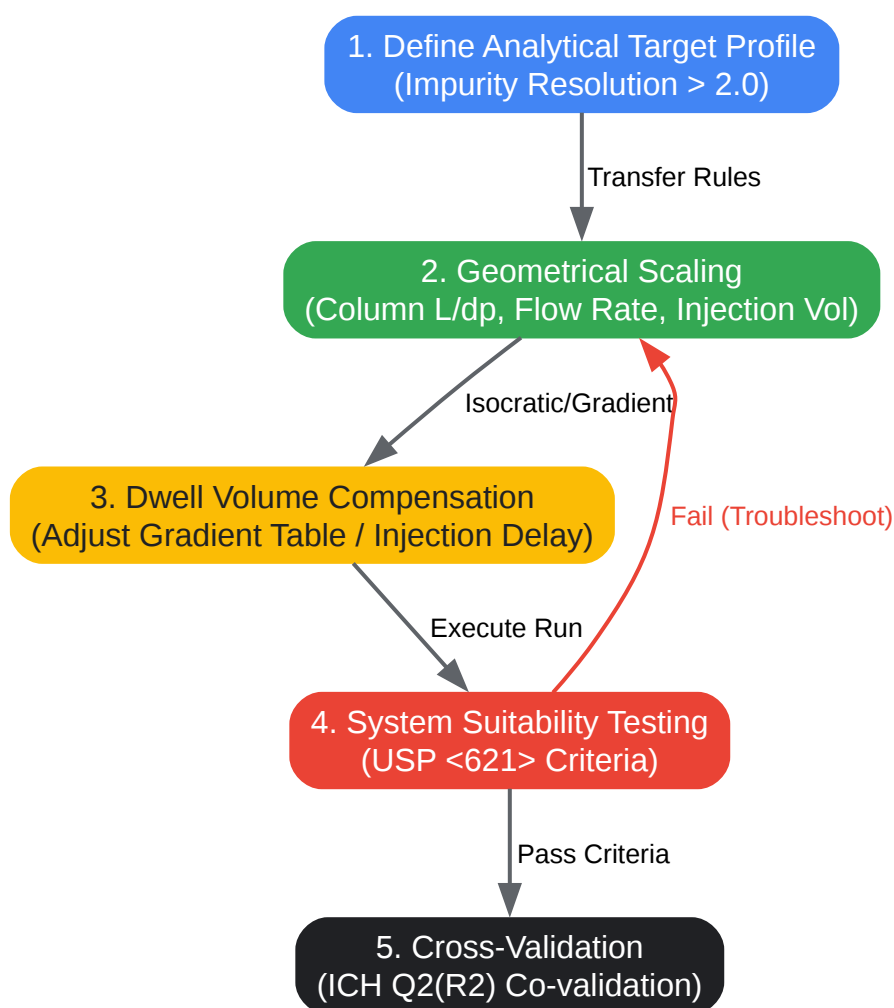 1. Define Analytical Target Profile
(Impurity Resolution > 2.0)
Transfer Rules
2. Geometrical Scaling
(Column L/dp, Flow Rate, Injection Vol)
Isocratic/Gradient
3. Dwell Volume Compensation
(Adjust Gradient Table / Injection Delay)
Fail (Troubleshoot)
Execute Run
4. System Suitability Testing
(USP <621> Criteria)
Pass Criteria
5. Cross-Validation
(ICH Q2(R2) Co-validation)